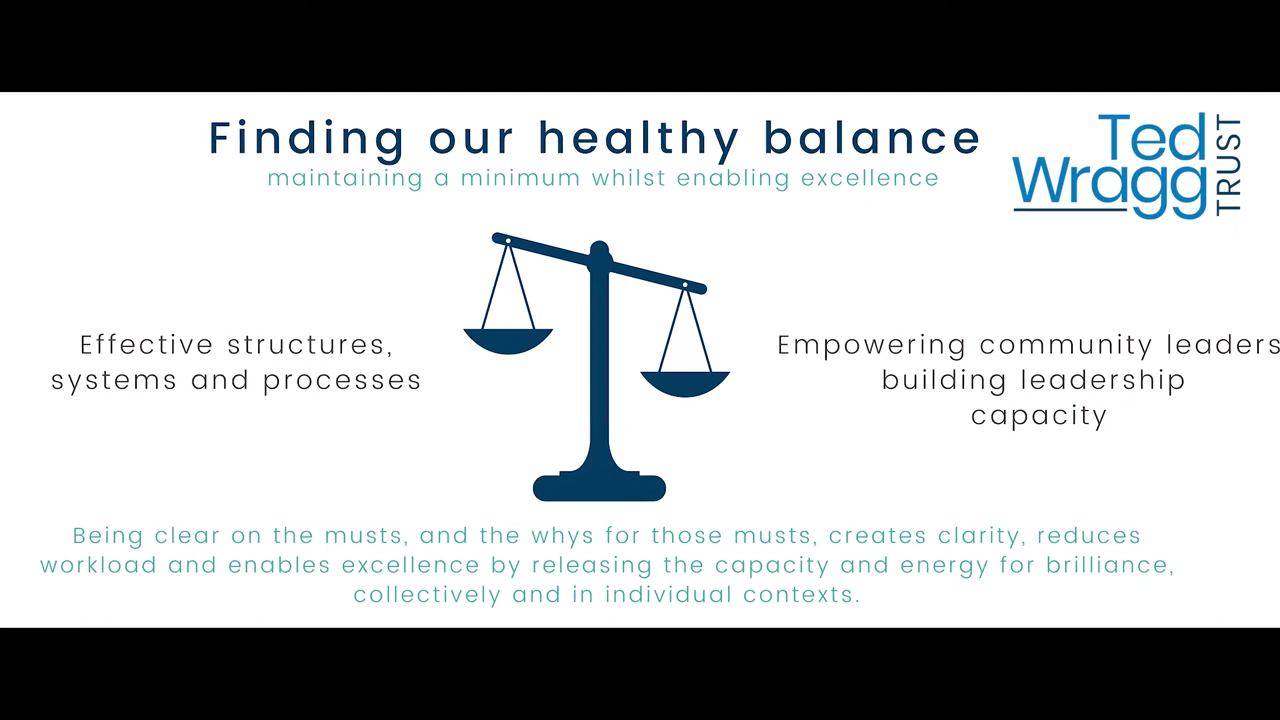 Finding our healthy balance
maintaining a minimum whilst enabling excellence
Ted
Wragg
TRUST
Effective structures,
systems and processes
Empowering community leaders
building leadership
capacity
Being clear on the musts, and the whys for those musts, creates clarity, reduces
workload and enables excellence by releasing the capacity and energy for brilliance,
collectively and in individual contexts.